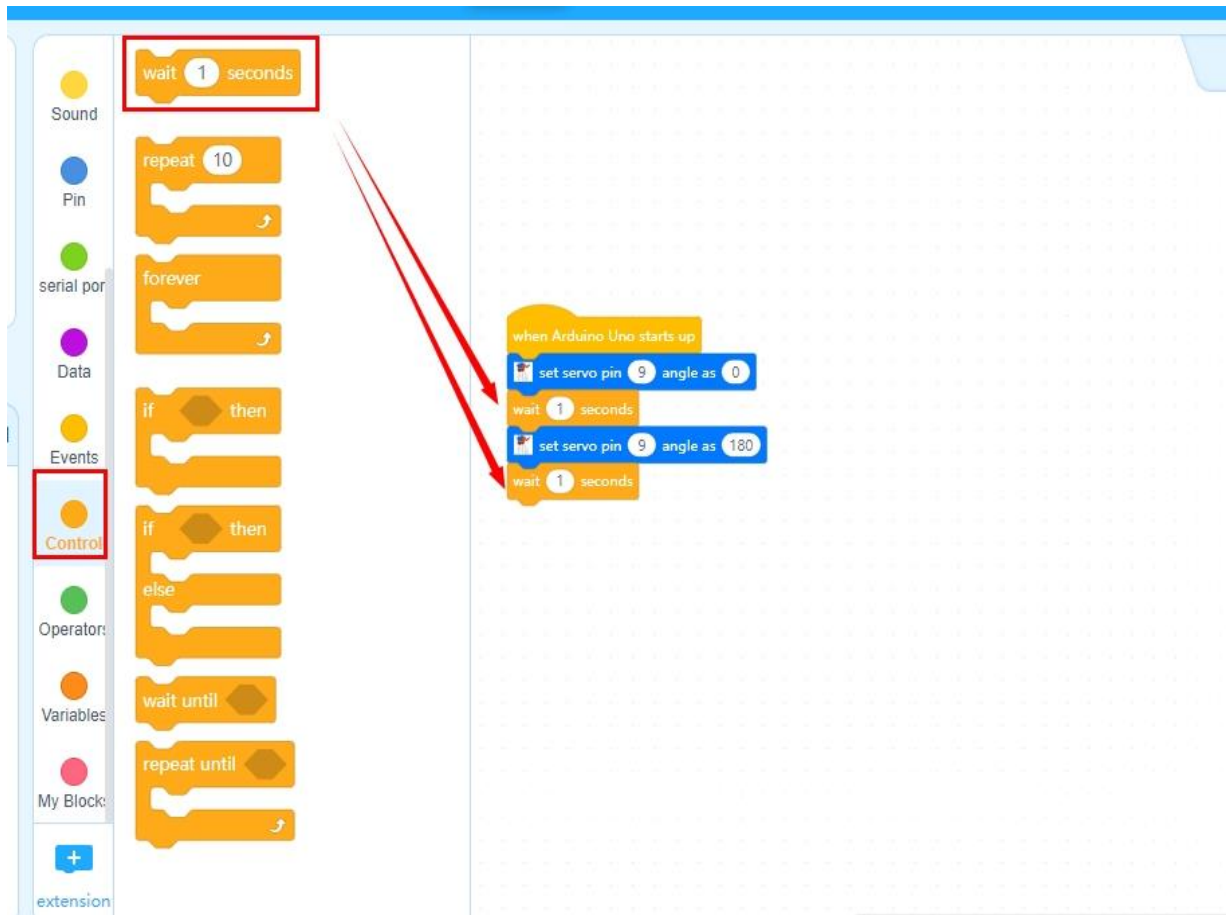 Sound
Pin
serial por
Data
Events
Control
Operators
Variables
My Blocks
+
extension
wait 1 seconds
repeat 10
forever
if then
if then
else
wait until
repeat until
when Arduino Uno starts up
set servo pin 9 angle as 0
wait 1 seconds
set servo pin 9 angle as 180
wait 1 seconds